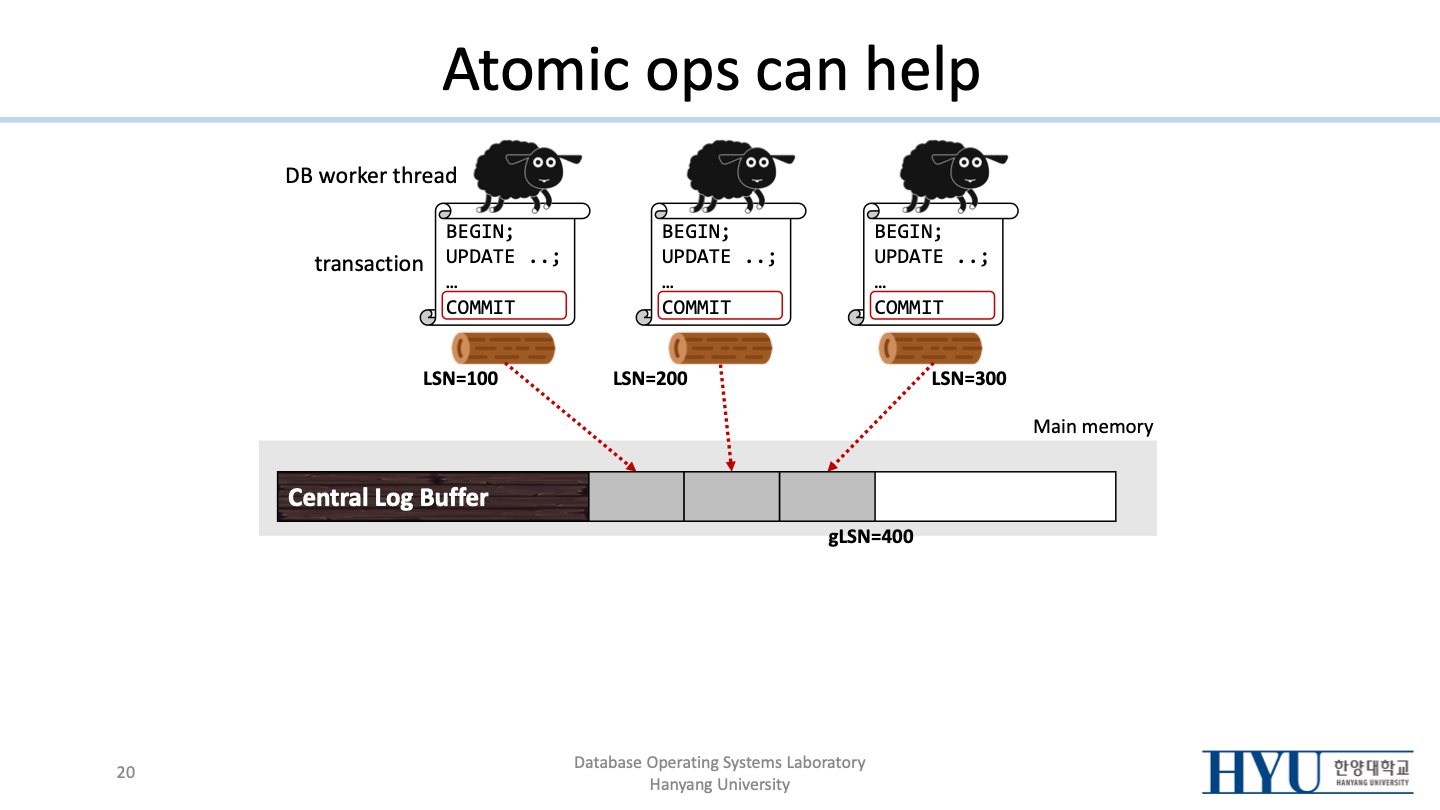 Atomic ops can help
DB worker thread
transaction
BEGIN;
UPDATE ..;
…
COMMIT
BEGIN;
UPDATE ..;
…
COMMIT
BEGIN;
UPDATE ..;
…
COMMIT
LSN=100
LSN=200
LSN=300
Main memory
Central Log Buffer
gLSN=400
20
Database Operating Systems Laboratory
Hanyang University
HYU
한양대학교
HANYANG UNIVERSITY